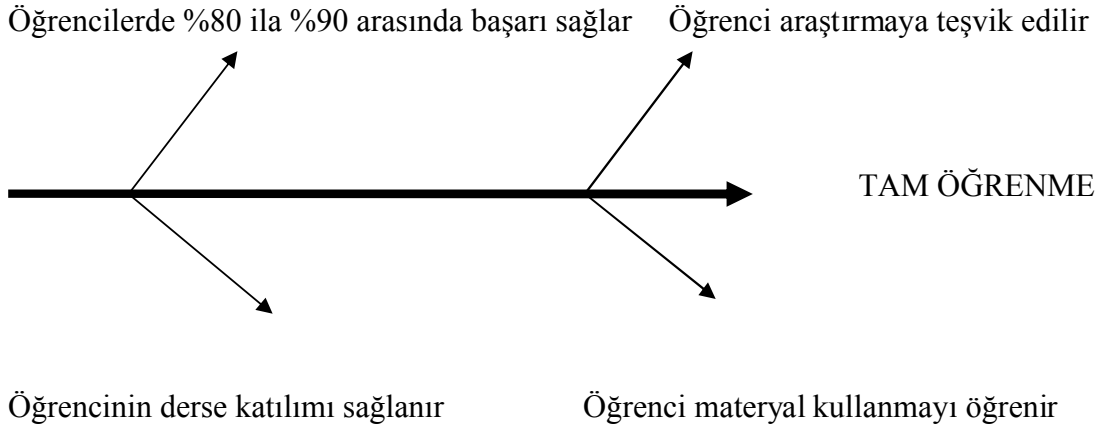 Öğrencilerde %80 ila %90 arasında başarı sağlar
Öğrenci araştırmaya teşvik edilir
TAM ÖĞRENME
Öğrencinin derse katılımı sağlanır
Öğrenci materyal kullanmayı öğrenir